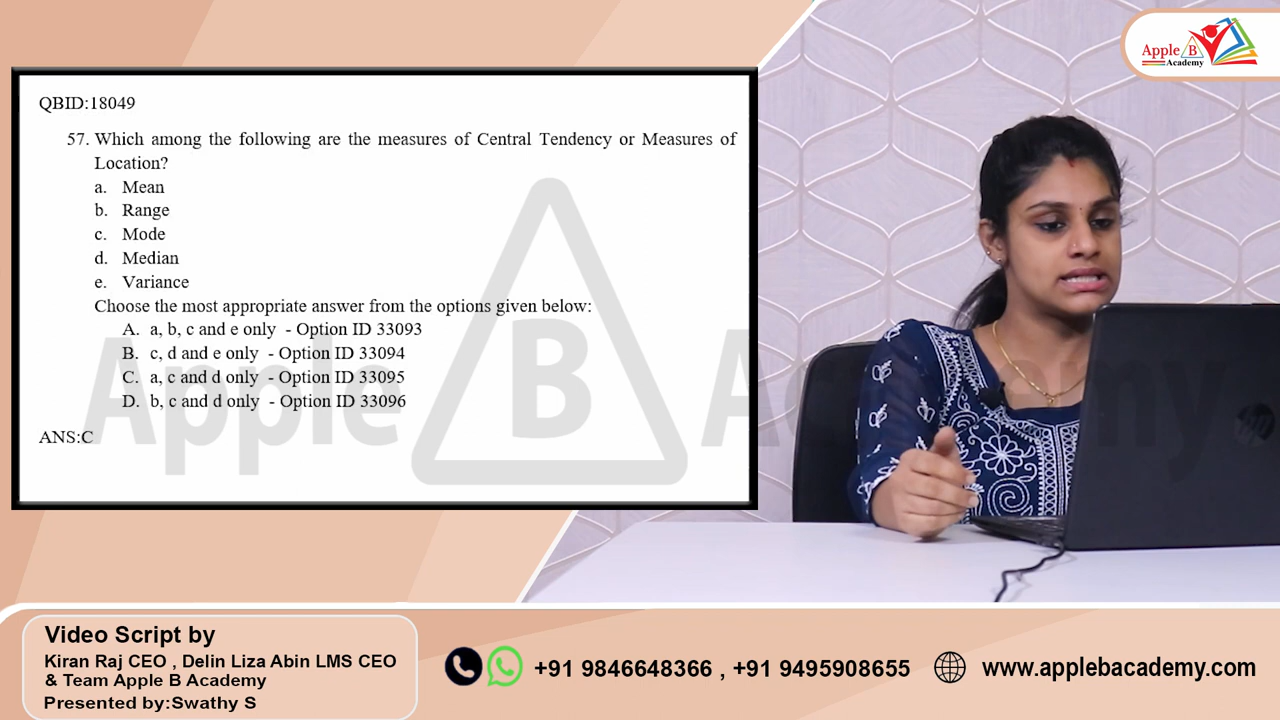 Apple B
Academy
QBID:18049
57. Which among the following are the measures of Central Tendency or Measures of
Location?
a. Mean
b. Range
c. Mode
d. Median
e. Variance
Choose the most appropriate answer from the options given below:
A. a, b, c and e only - Option ID 33093
B. c, d and e only - Option ID 33094
C. a, c and d only - Option ID 33095
D. b, c and d only - Option ID 33096
ANS:C
Apple B Academy
Video Script by
Kiran Raj CEO , Delin Liza Abin LMS CEO
& Team Apple B Academy
Presented by:Swathy S
+91 9846648366 , +91 9495908655
www.applebacademy.com